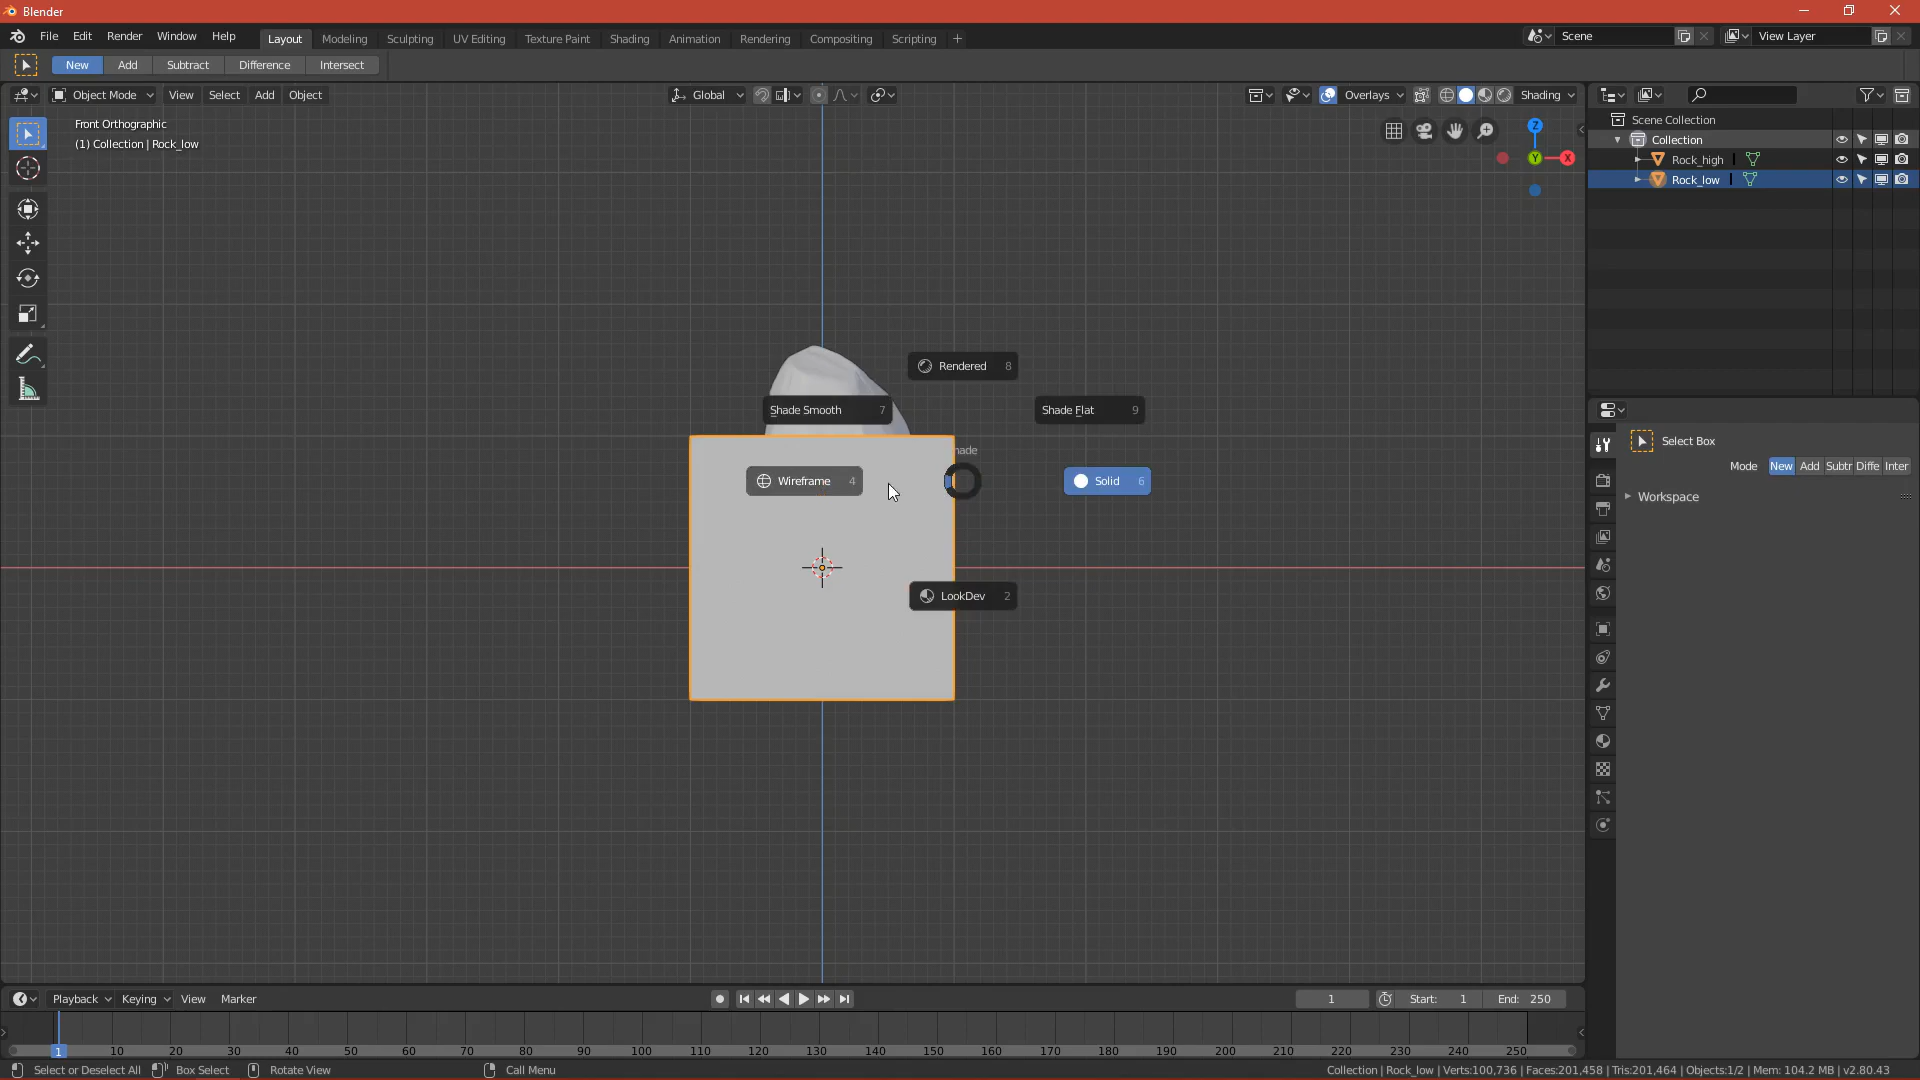 Blender
File Edit Render Window Help Layout Modeling Sculpting UV Editing Texture Paint Shading Animation Rendering Compositing Scripting + Scene View Layer
New Add Subtract Difference Intersect
Object Mode View Select Add Object Global Overlays Shading
Front Orthographic
(1) Collection | Rock_low
Z
Y
X
Scene Collection
Collection
Rock_high
Rock_low
Rendered 8
Shade Smooth 7
Shade Flat 9
hade
Wireframe 4
Solid 6
LookDev 2
Select Box
Mode New Add Subtr Diffe Inter
Workspace
Playback Keying View Marker 1 Start: 1 End: 250
1 10 20 30 40 50 60 70 80 90 100 110 120 130 140 150 160 170 180 190 200 210 220 230 240 250
Select or Deselect All Box Select Rotate View Call Menu Collection | Rock_low | Verts:100,736 | Faces:201,458 | Tris:201,464 | Objects:1/2 | Mem: 104.2 MB | v2.80.43